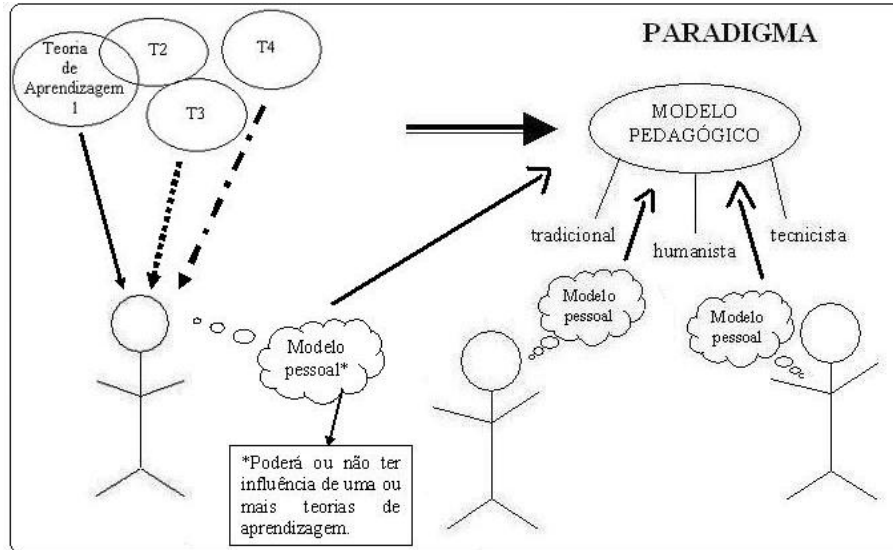 PARADIGMA
Teoria
de
Aprendizagem
1
T2
T3
T4
MODELO
PEDAGÓGICO
tradicional
humanista
tecnicista
Modelo
pessoal*
Modelo
pessoal
Modelo
pessoal
*Poderá ou não ter
influência de uma ou
mais teorias de
aprendizagem.